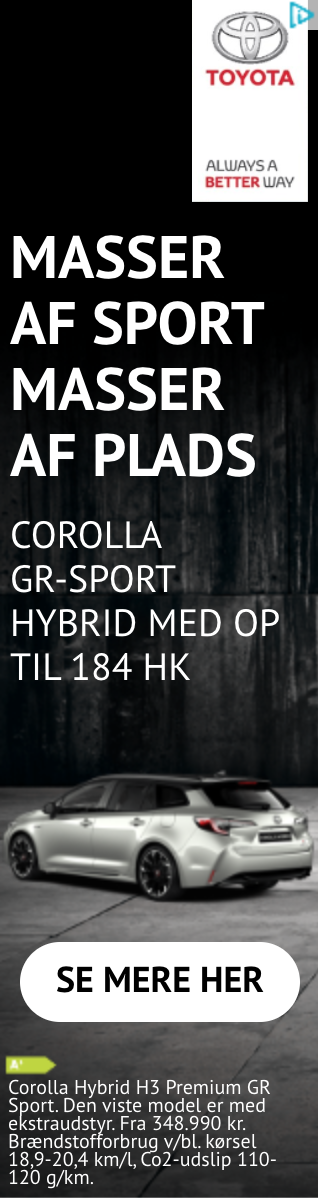 TOYOTA
ALWAYS A
BETTER WAY
MASSER
AF SPORT
MASSER
AF PLADS
COROLLA
GR-SPORT
HYBRID MED OP
TIL 184 HK
SE MERE HER
A+
Corolla Hybrid H3 Premium GR
Sport. Den viste model er med
ekstraudstyr. Fra 348.990 kr.
Brændstofforbrug v/bl. kørsel
18,9-20,4 km/l, Co2-udslip 110-
120 g/km.